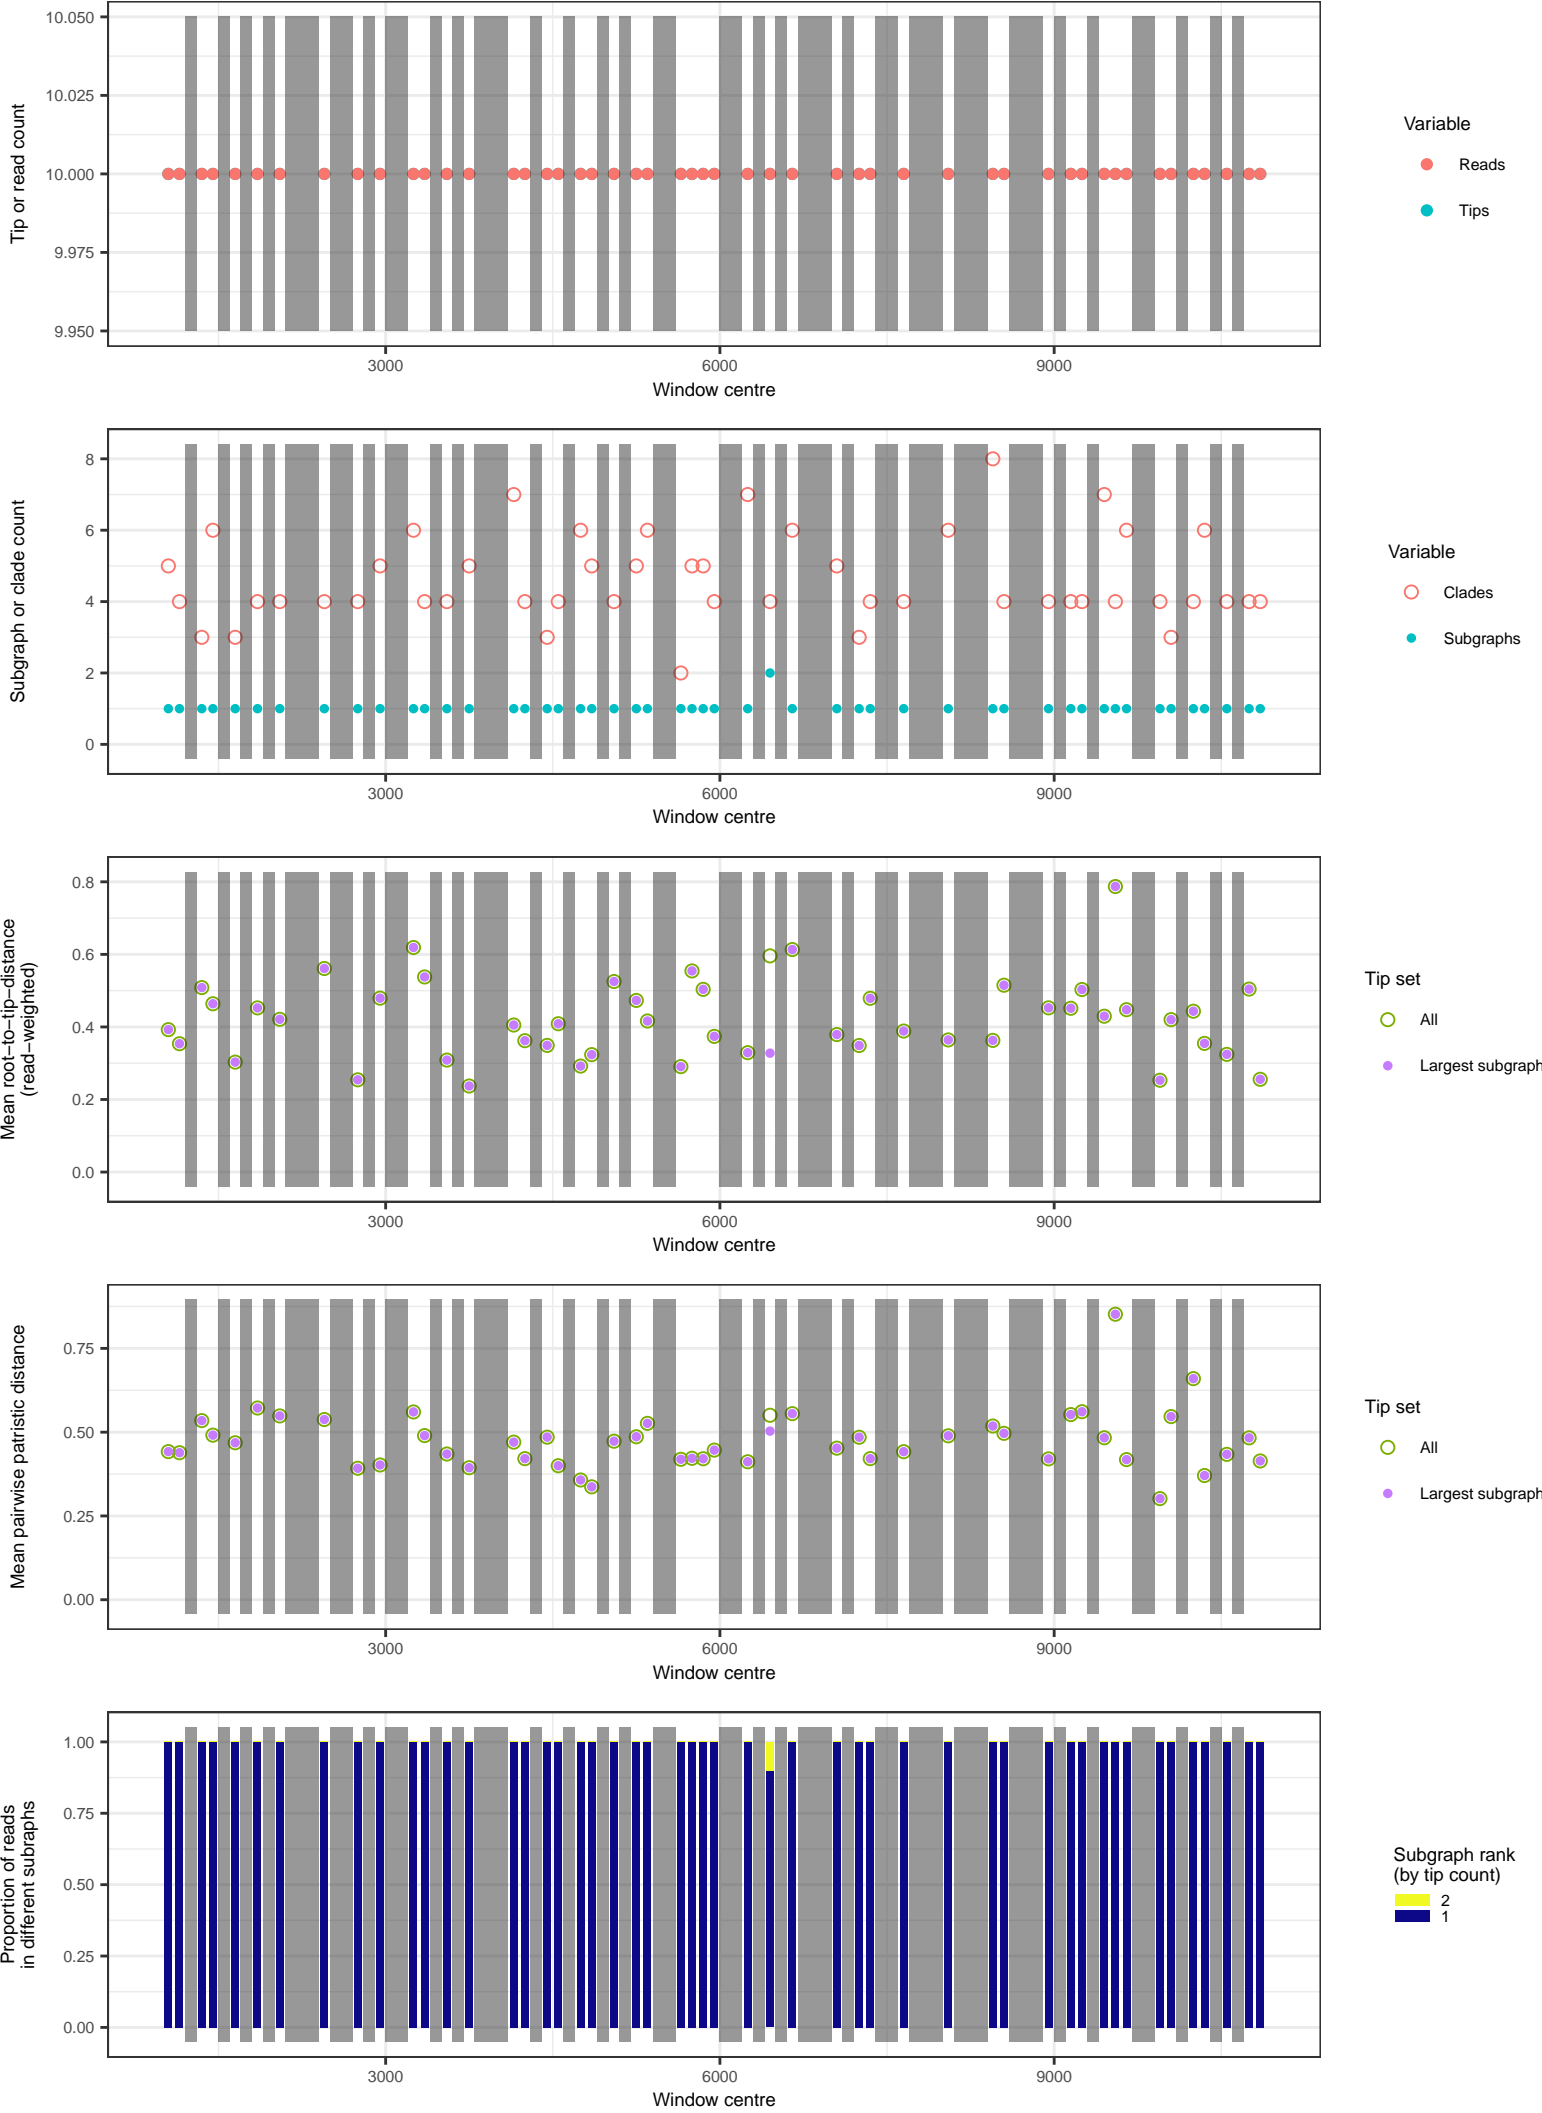 10.050
10.025
10.000
9.975
9.950
Tip or read count
3000
6000
9000
Window centre
Variable
Reads
Tips
8
6
4
2
0
Subgraph or clade count
3000
6000
9000
Window centre
Variable
Clades
Subgraphs
0.8
0.6
0.4
0.2
0.0
Mean root−to−tip−distance
(read−weighted)
3000
6000
9000
Window centre
Tip set
All
Largest subgraph
0.75
0.50
0.25
0.00
Mean pairwise patristic distance
3000
6000
9000
Window centre
Tip set
All
Largest subgraph
1.00
0.75
0.50
0.25
0.00
Proportion of reads
in different subraphs
3000
6000
9000
Window centre
Subgraph rank
(by tip count)
2
1